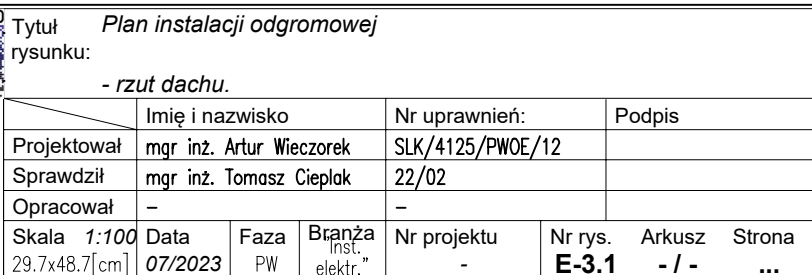 Tytuł Plan instalacji odgromowej
rysunku:
- rzut dachu.
Imię i nazwisko Nr uprawnień: Podpis
Projektował mgr inż. Artur Wieczorek SLK/4125/PWOE/12
Sprawdził mgr inż. Tomasz Cieplak 22/02
Opracował – –
Skala 1:100 Data Faza Branża Nr projektu Nr rys. Arkusz Strona
29.7x48.7[cm] 07/2023 PW "Inst. elektr." - E-3.1 - / - ...